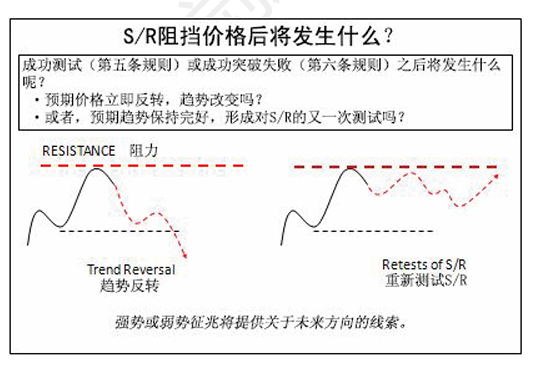 S/R阻挡价格后将发生什么？
成功测试（第五条规则）或成功突破失败（第六条规则）之后将发生什么
呢？
・预期价格立即反转，趋势改变吗？
・或者，预期趋势保持完好，形成对S/R的又一次测试吗？
RESISTANCE 阻力
Trend Reversal
趋势反转
Retests of S/R
重新测试S/R
强势或弱势征兆将提供关于未来方向的线索。